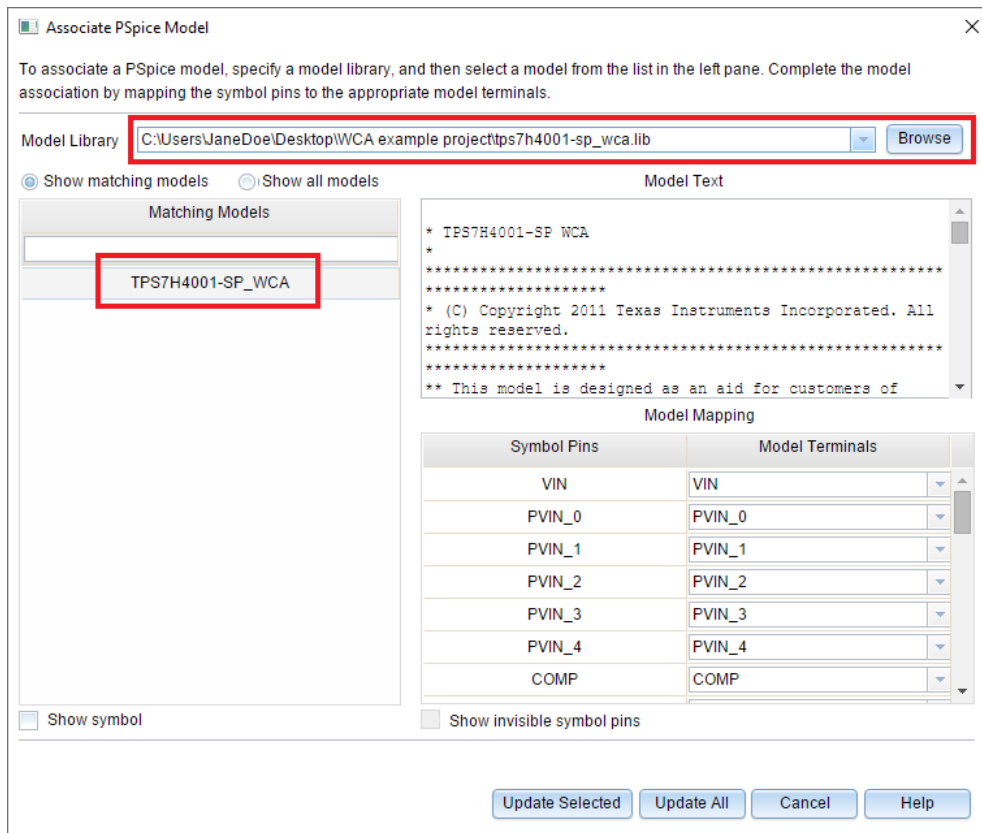 Associate PSpice Model
To associate a PSpice model, specify a model library, and then select a model from the list in the left pane. Complete the model
association by mapping the symbol pins to the appropriate model terminals.
Model Library C:\Users\JaneDoe\Desktop\WCA example project\tps7h4001-sp_wca.lib Browse
Show matching models Show all models Model Text
Matching Models
TPS7H4001-SP_WCA
* TPS7H4001-SP WCA
*
*********************************************************
********************
* (C) Copyright 2011 Texas Instruments Incorporated. All
rights reserved.
*********************************************************
********************
** This model is designed as an aid for customers of
Model Mapping
Symbol Pins Model Terminals
VIN VIN
PVIN_0 PVIN_0
PVIN_1 PVIN_1
PVIN_2 PVIN_2
PVIN_3 PVIN_3
PVIN_4 PVIN_4
COMP COMP
Show symbol Show invisible symbol pins
Update Selected Update All Cancel Help